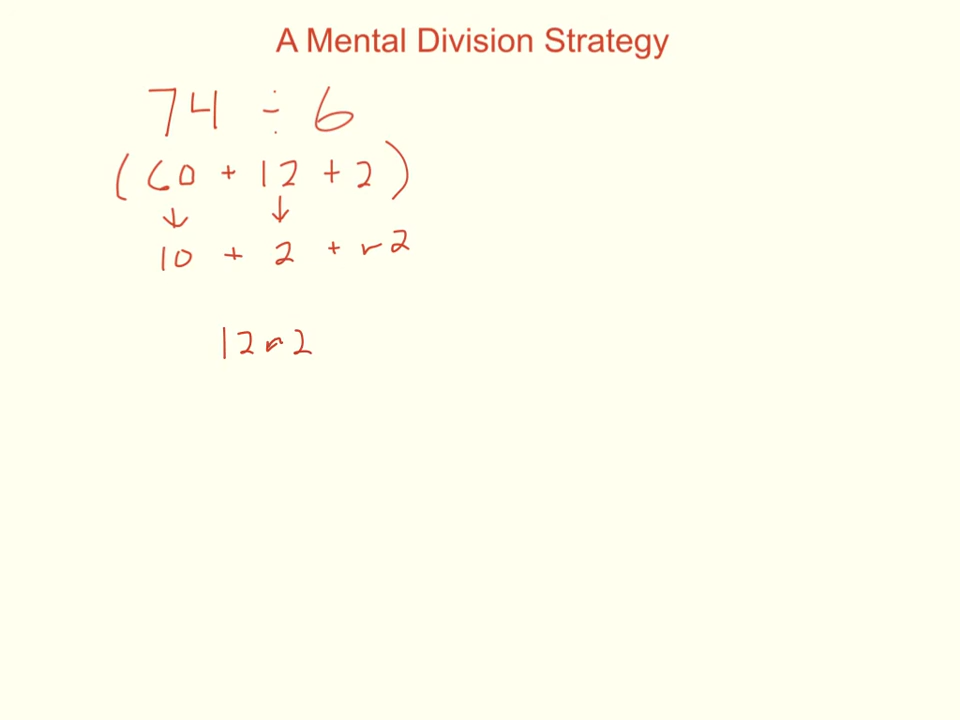 A Mental Division Strategy
74 ÷ 6
(60 + 12 + 2)
↓ ↓
10 + 2 + r2
12r2